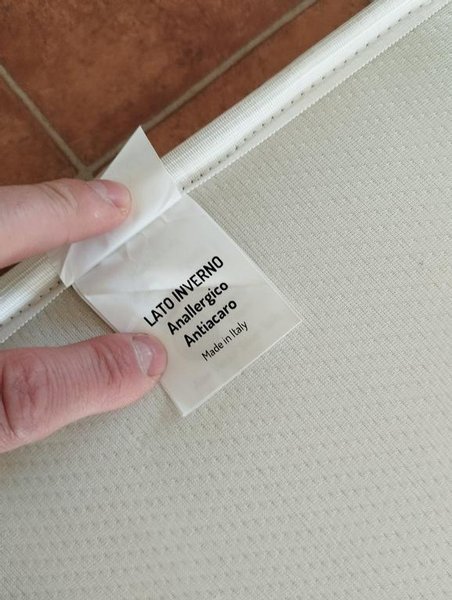 LATO INVERNO
Anallergico
Antiacaro
Made in Italy